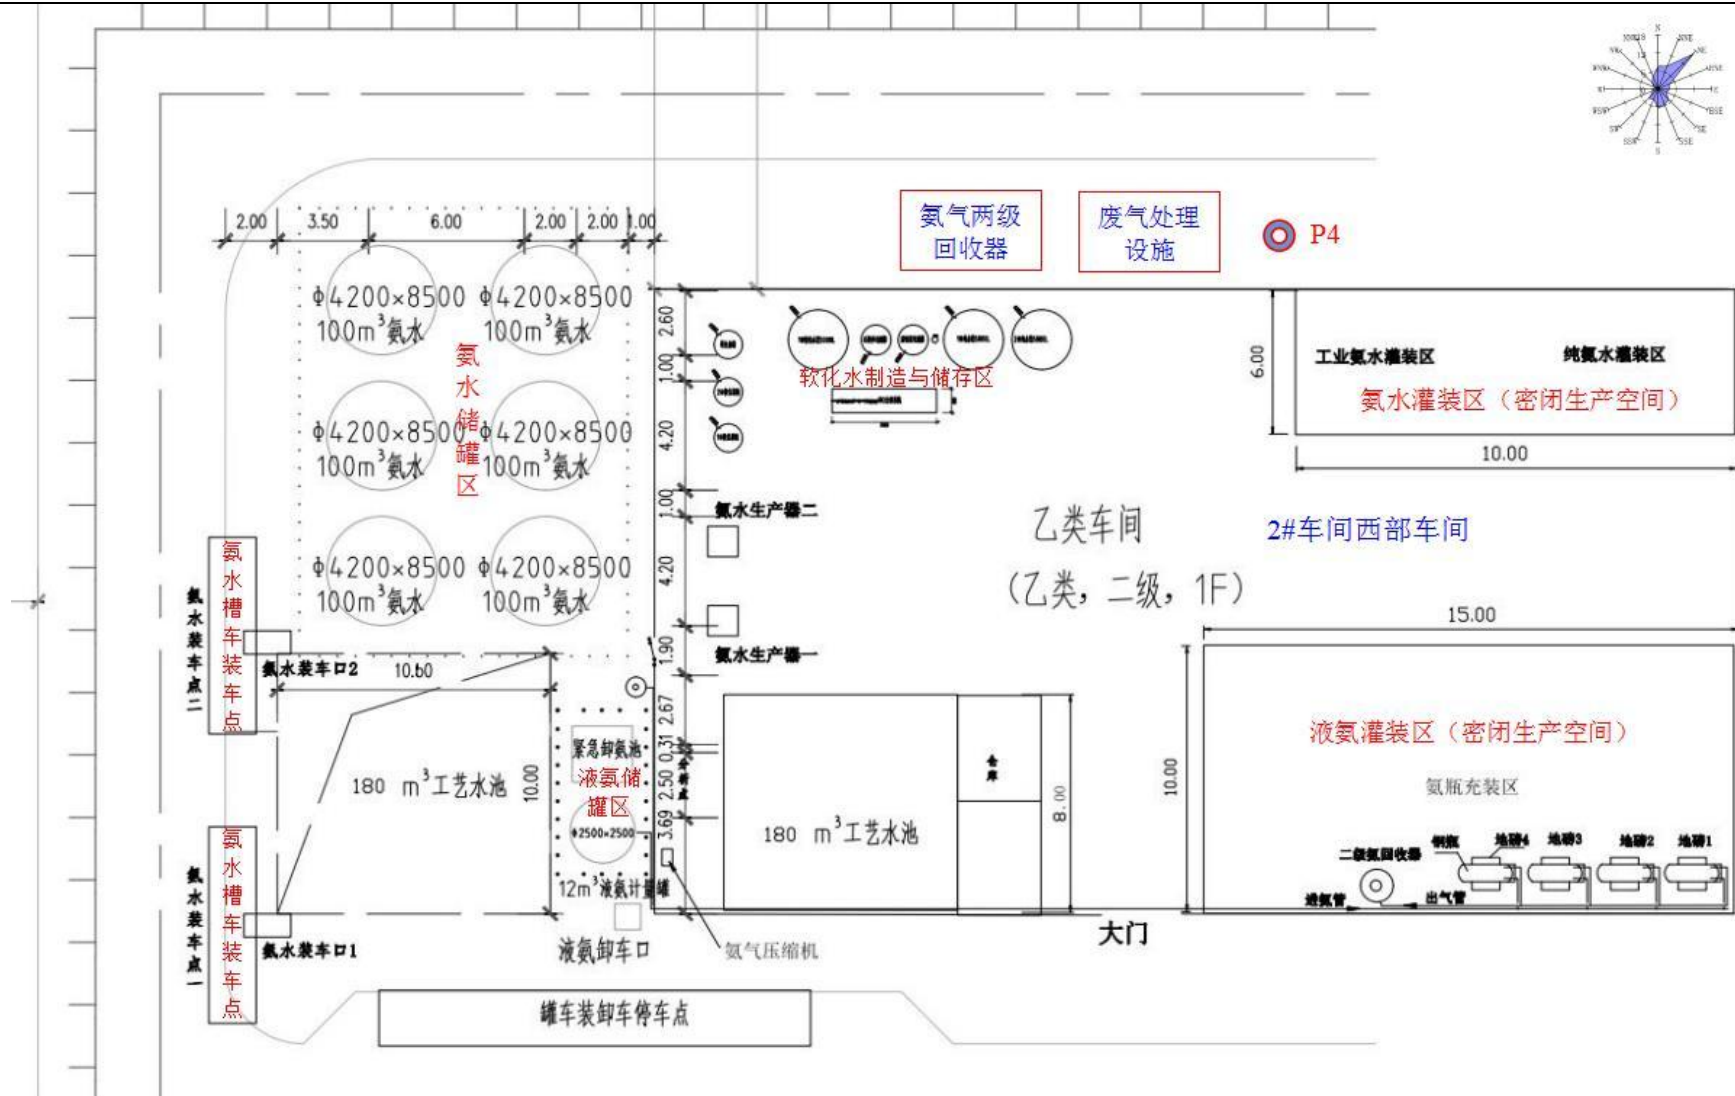 N
NNE
NE
ENE
E
ESE
SE
SSE
S
SSW
SW
WSW
W
WNW
NW
氨气两级
回收器
废气处理
设施
P4
2.00
3.50
6.00
2.00
2.00
1.00
Φ4200×8500
100m³氨水
Φ4200×8500
100m³氨水
Φ4200×8500
100m³氨水
Φ4200×8500
100m³氨水
Φ4200×8500
100m³氨水
Φ4200×8500
100m³氨水
氨水储罐区
2.60
1.00
4.20
1.00
4.20
1.90
2.67
0.31
2.50
3.69
软化水制造与储存区
6.00
工业氨水灌装区
纯氨水灌装区
氨水灌装区（密闭生产空间）
10.00
氨水生产器二
氨水生产器一
乙类车间
(乙类，二级，1F)
2#车间西部车间
15.00
氨水槽车装车点
氨水装车点二
氨水装车口2
10.60
10.00
180 m³工艺水池
紧急卸氨池
液氨储
罐区
Φ2500×2500
12m³液氨计量罐
180 m³工艺水池
仓库
8.00
10.00
液氨灌装区（密闭生产空间）
氨瓶充装区
二级氨回收器
钢瓶
地磅4
地磅3
地磅2
地磅1
进氨管
出气管
氨水槽车装车点
氨水装车点一
氨水装车口1
液氨卸车口
氨气压缩机
大门
罐车装卸车停车点